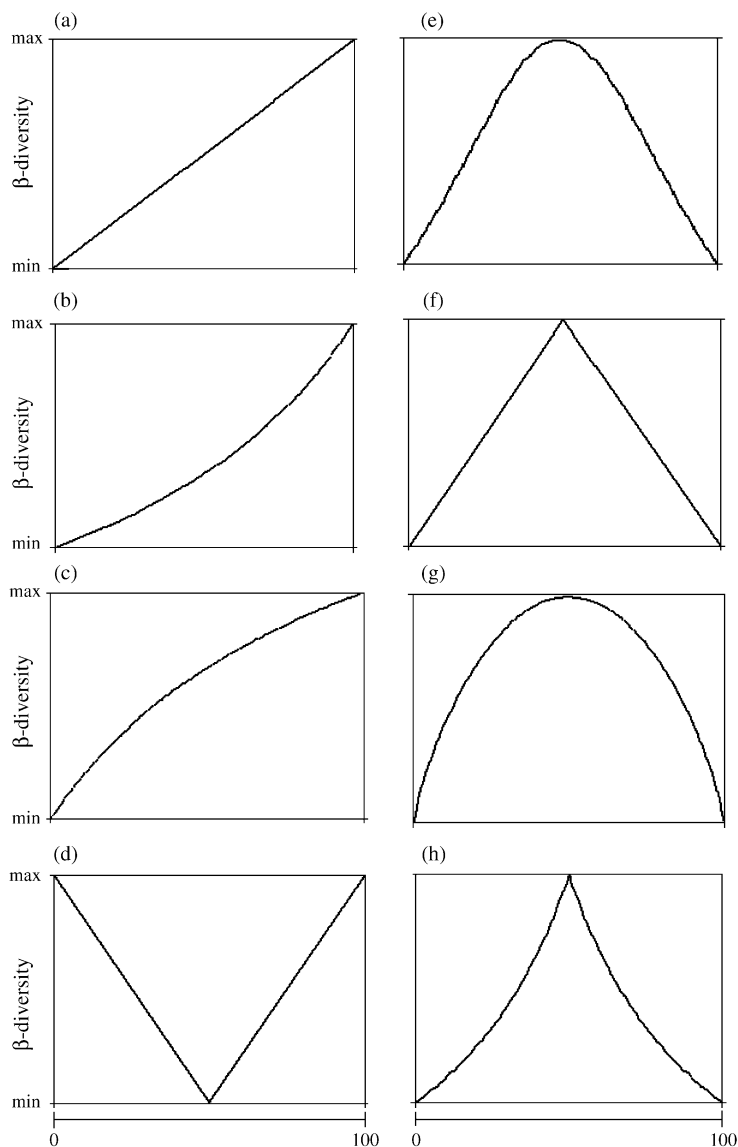 (a)
max
β-diversity
min
(b)
max
β-diversity
min
(c)
max
β-diversity
min
(d)
max
β-diversity
min
0 100
(e)
(f)
(g)
(h)
0 100